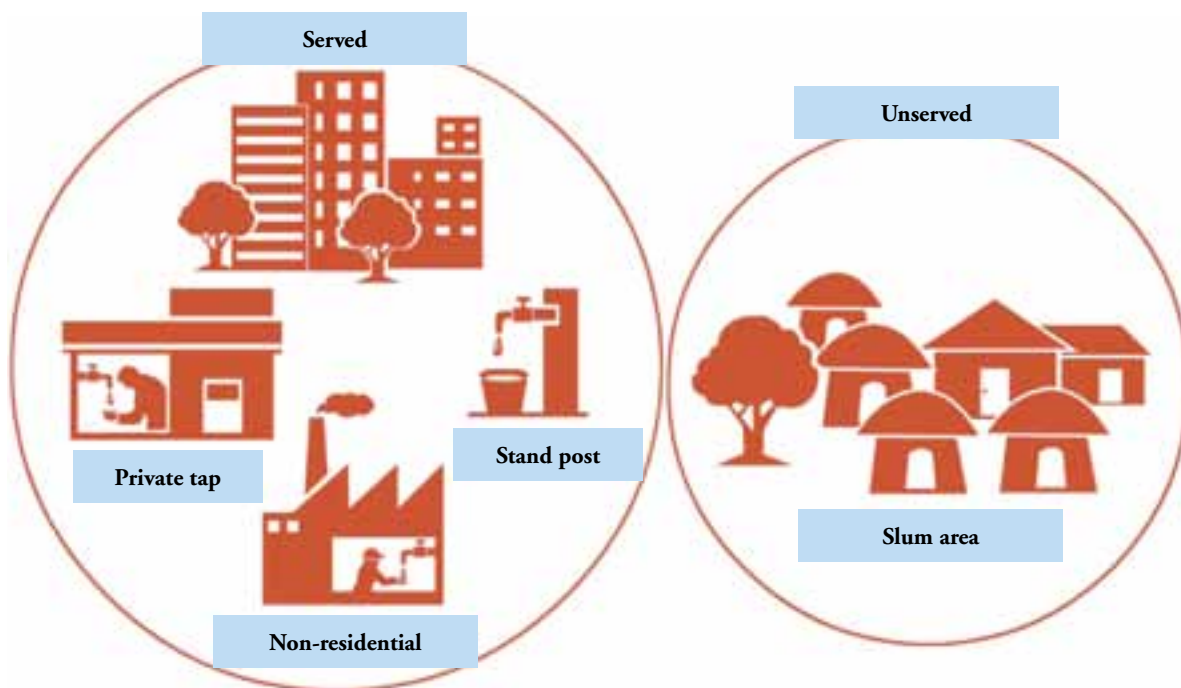 Served
Unserved
Private tap
Stand post
Non-residential
Slum area